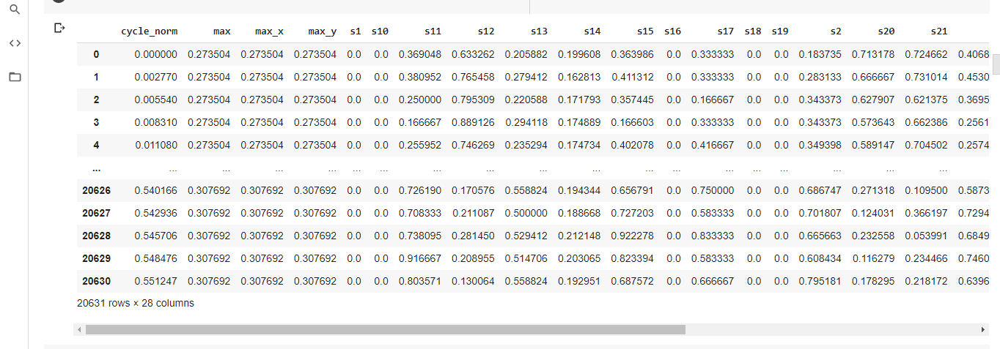 cycle_norm max max_x max_y s1 s10 s11 s12 s13 s14 s15 s16 s17 s18 s19 s2 s20 s21
0 0.000000 0.273504 0.273504 0.273504 0.0 0.0 0.369048 0.633262 0.205882 0.199608 0.363986 0.0 0.333333 0.0 0.0 0.183735 0.713178 0.724662 0.4068
1 0.002770 0.273504 0.273504 0.273504 0.0 0.0 0.380952 0.765458 0.279412 0.162813 0.411312 0.0 0.333333 0.0 0.0 0.283133 0.666667 0.731014 0.4530
2 0.005540 0.273504 0.273504 0.273504 0.0 0.0 0.250000 0.795309 0.220588 0.171793 0.357445 0.0 0.166667 0.0 0.0 0.343373 0.627907 0.621375 0.3695
3 0.008310 0.273504 0.273504 0.273504 0.0 0.0 0.166667 0.889126 0.294118 0.174889 0.166603 0.0 0.333333 0.0 0.0 0.343373 0.573643 0.662386 0.2561
4 0.011080 0.273504 0.273504 0.273504 0.0 0.0 0.255952 0.746269 0.235294 0.174734 0.402078 0.0 0.416667 0.0 0.0 0.349398 0.589147 0.704502 0.2574
... ... ... ... ... ... ... ... ... ... ... ... ... ... ... ... ... ... ...
20626 0.540166 0.307692 0.307692 0.307692 0.0 0.0 0.726190 0.170576 0.558824 0.194344 0.656791 0.0 0.750000 0.0 0.0 0.686747 0.271318 0.109500 0.5873
20627 0.542936 0.307692 0.307692 0.307692 0.0 0.0 0.708333 0.211087 0.500000 0.188668 0.727203 0.0 0.583333 0.0 0.0 0.701807 0.124031 0.366197 0.7294
20628 0.545706 0.307692 0.307692 0.307692 0.0 0.0 0.738095 0.281450 0.529412 0.212148 0.922278 0.0 0.833333 0.0 0.0 0.665663 0.232558 0.053991 0.6849
20629 0.548476 0.307692 0.307692 0.307692 0.0 0.0 0.916667 0.208955 0.514706 0.203065 0.823394 0.0 0.583333 0.0 0.0 0.608434 0.116279 0.234466 0.7460
20630 0.551247 0.307692 0.307692 0.307692 0.0 0.0 0.803571 0.130064 0.558824 0.192951 0.687572 0.0 0.666667 0.0 0.0 0.795181 0.178295 0.218172 0.6396
20631 rows × 28 columns